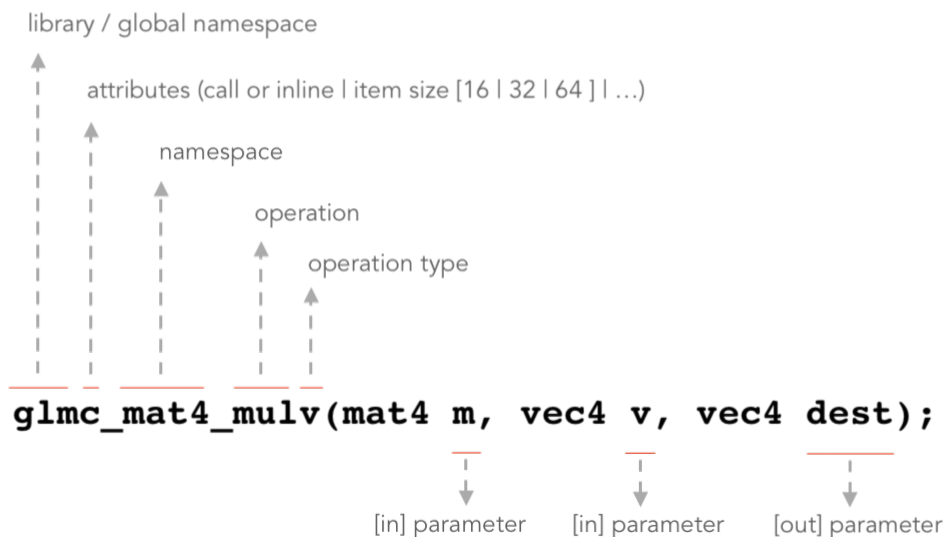 library / global namespace
attributes (call or inline | item size [16 | 32 | 64 ] | ...)
namespace
operation
operation type
glmc_mat4_mulv(mat4 m, vec4 v, vec4 dest);
[in] parameter [in] parameter [out] parameter